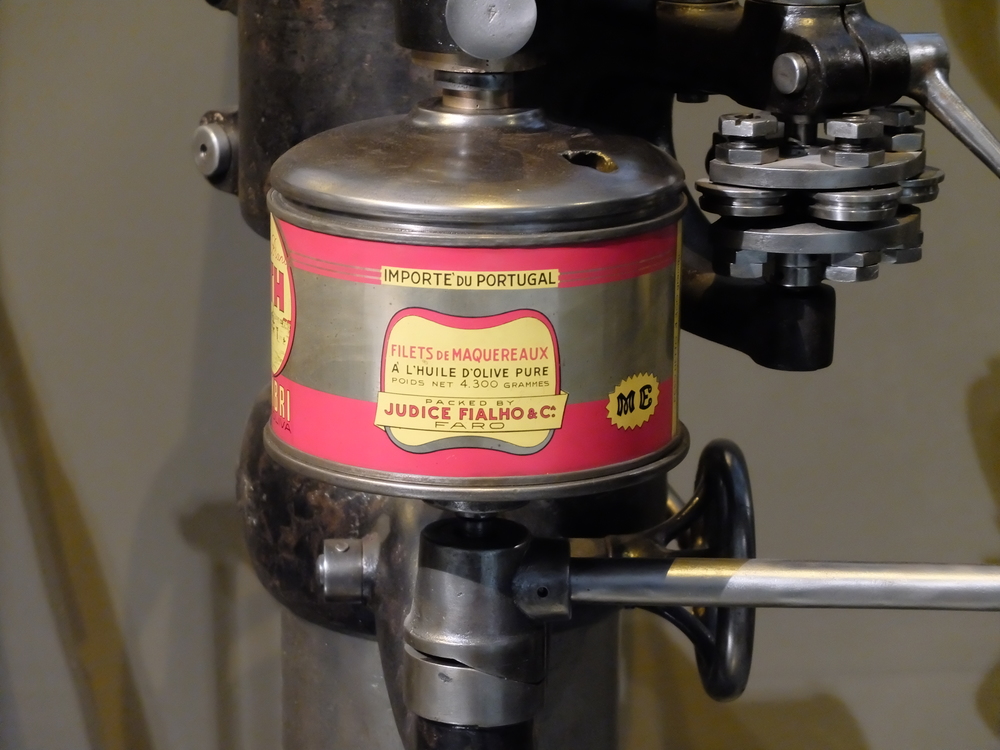 IMPORTE DU PORTUGAL
FILETS DE MAQUEREAUX
A L'HUILE D'OLIVE PURE
POIDS NET 4.300 GRAMMES
PACKED BY
JUDICE FIALHO & Cª
FARO
ME